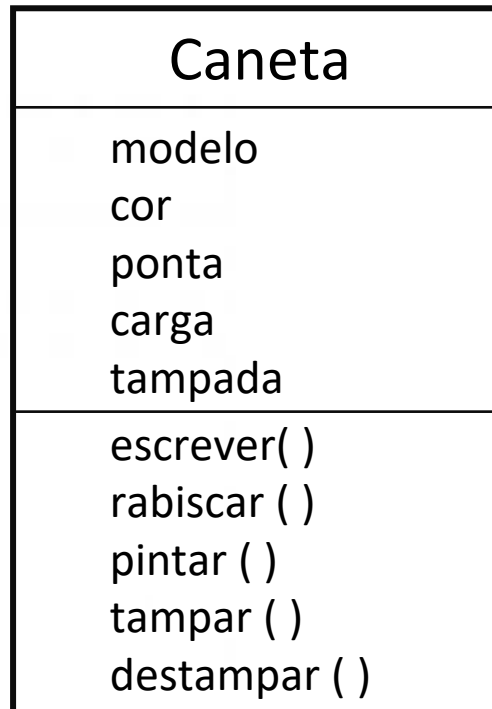 Caneta
modelo
cor
ponta
carga
tampada
escrever( )
rabiscar ( )
pintar ( )
tampar ( )
destampar ( )